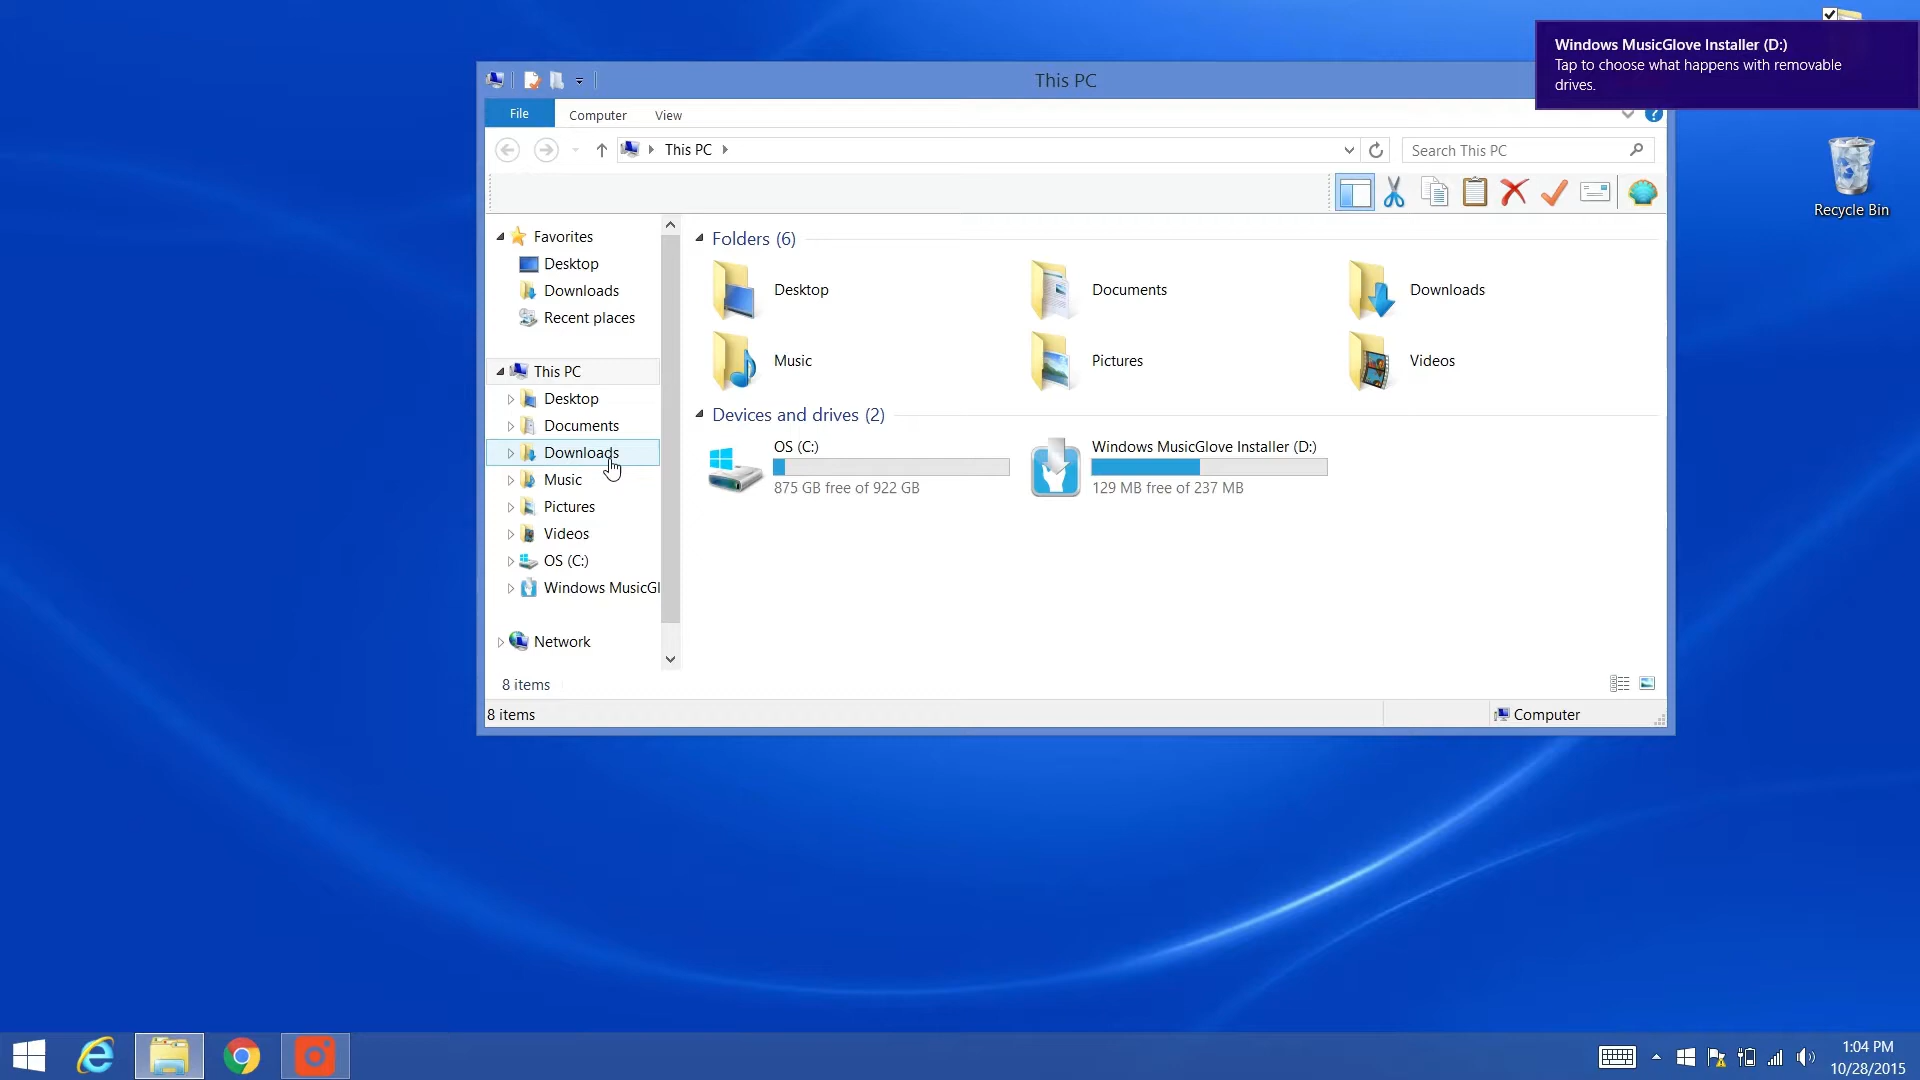 Windows MusicGlove Installer (D:)
Tap to choose what happens with removable
drives.
This PC
File
Computer
View
This PC
Search This PC
Recycle Bin
Favorites
Desktop
Downloads
Recent places
This PC
Desktop
Documents
Downloads
Music
Pictures
Videos
OS (C:)
Windows MusicGl
Network
Folders (6)
Desktop
Documents
Downloads
Music
Pictures
Videos
Devices and drives (2)
OS (C:)
875 GB free of 922 GB
Windows MusicGlove Installer (D:)
129 MB free of 237 MB
8 items
8 items
Computer
1:04 PM
10/28/2015